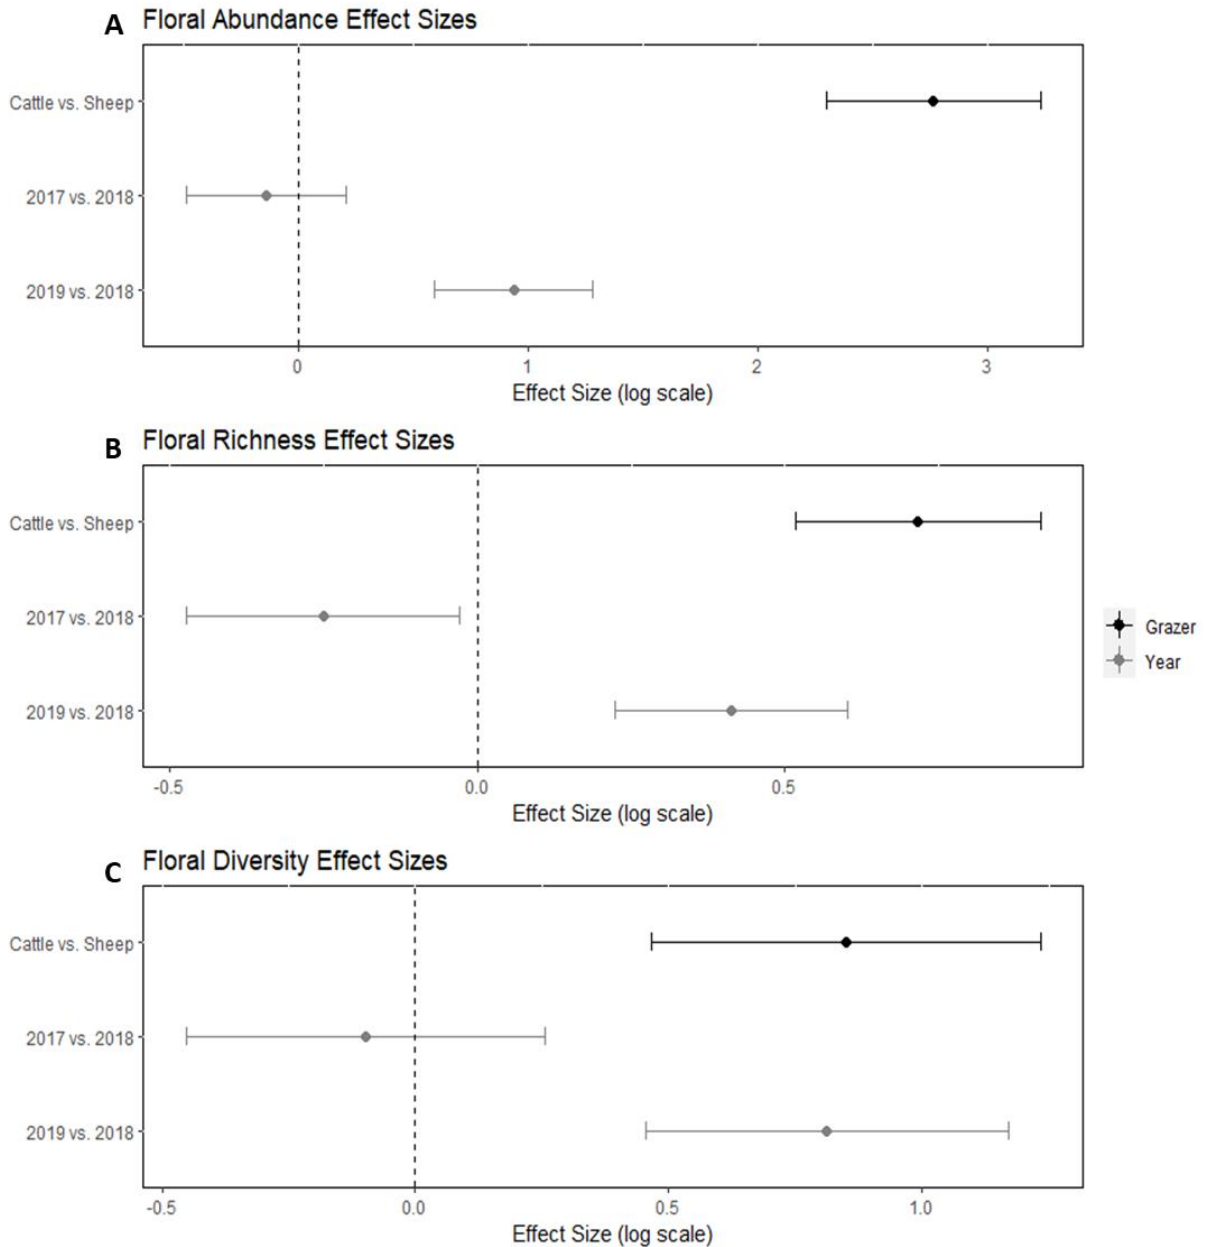 A Floral Abundance Effect Sizes
Cattle vs. Sheep
2017 vs. 2018
2019 vs. 2018
0 1 2 3
Effect Size (log scale)
B Floral Richness Effect Sizes
Cattle vs. Sheep
2017 vs. 2018
2019 vs. 2018
-0.5 0.0 0.5
Effect Size (log scale)
Grazer
Year
C Floral Diversity Effect Sizes
Cattle vs. Sheep
2017 vs. 2018
2019 vs. 2018
-0.5 0.0 0.5 1.0
Effect Size (log scale)